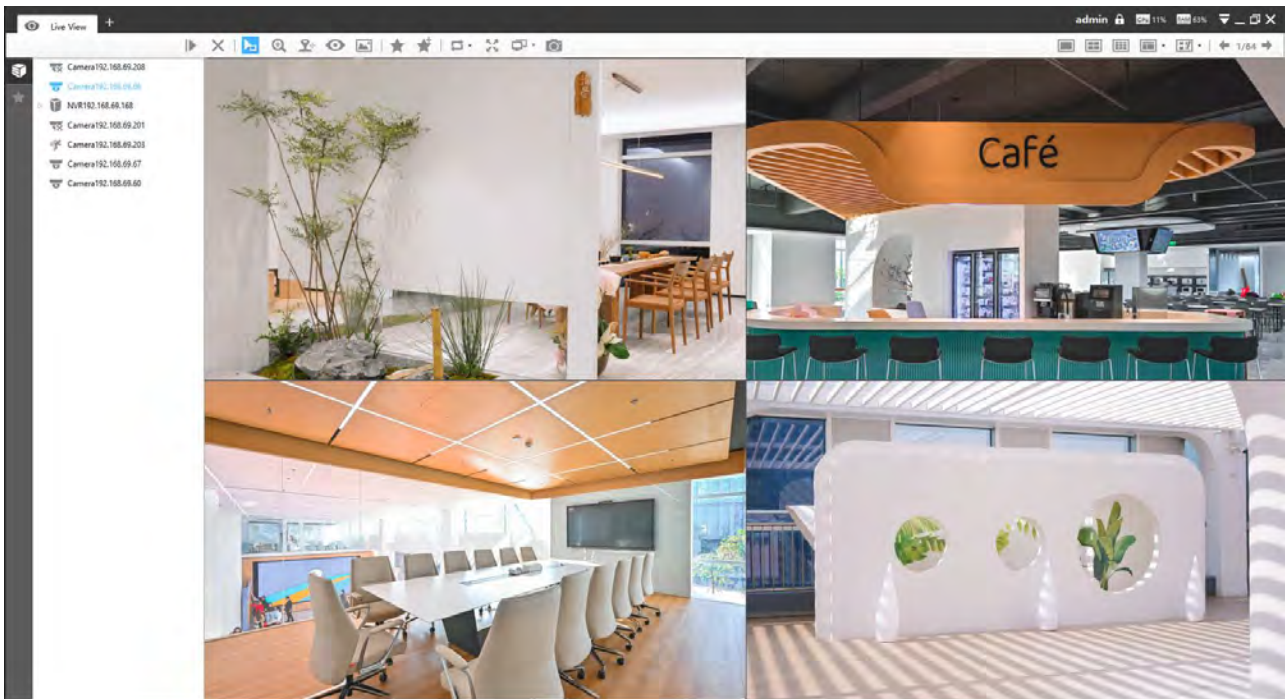 Live View
admin
11%
63%
1/64
Camera192.168.69.208
NVR192.168.69.168
Camera192.168.69.201
Camera192.168.69.203
Camera192.168.69.67
Camera192.168.69.60
Café